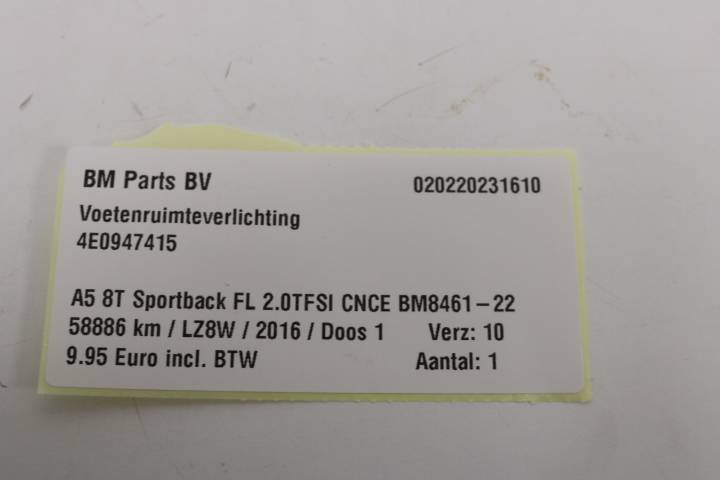 BM Parts BV 020220231610
Voetenruimteverlichting
4E0947415
A5 8T Sportback FL 2.0TFSI CNCE BM8461-22
58886 km / LZ8W / 2016 / Doos 1 Verz: 10
9.95 Euro incl. BTW Aantal: 1